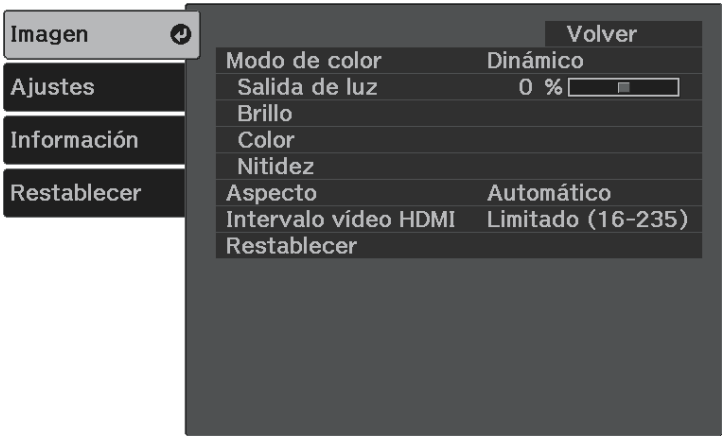 Imagen
Ajustes
Información
Restablecer
Volver
Modo de color Dinámico
Salida de luz 0 %
Brillo
Color
Nitidez
Aspecto Automático
Intervalo vídeo HDMI Limitado (16-235)
Restablecer